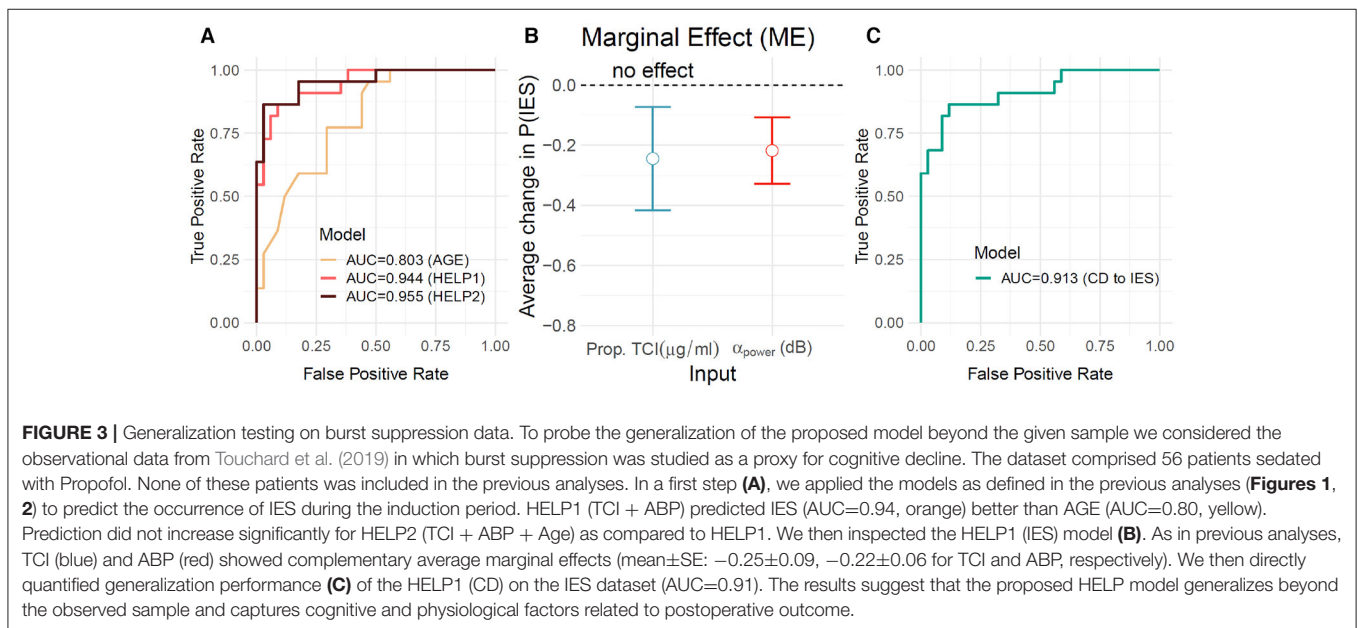 A
1.00
0.75
0.50
0.25
0.00
True Positive Rate
Model
AUC=0.803 (AGE)
AUC=0.944 (HELP1)
AUC=0.955 (HELP2)
0.00 0.25 0.50 0.75 1.00
False Positive Rate
B
Marginal Effect (ME)
no effect
0.0
−0.2
−0.4
−0.6
−0.8
Average change in P(IES)
Prop. TCI(μg/ml) αpower (dB)
Input
C
1.00
0.75
0.50
0.25
0.00
True Positive Rate
Model
AUC=0.913 (CD to IES)
0.00 0.25 0.50 0.75 1.00
False Positive Rate
FIGURE 3 | Generalization testing on burst suppression data. To probe the generalization of the proposed model beyond the given sample we considered the
observational data from Touchard et al. (2019) in which burst suppression was studied as a proxy for cognitive decline. The dataset comprised 56 patients sedated
with Propofol. None of these patients was included in the previous analyses. In a first step (A), we applied the models as defined in the previous analyses (Figures 1,
2) to predict the occurrence of IES during the induction period. HELP1 (TCI + ABP) predicted IES (AUC=0.94, orange) better than AGE (AUC=0.80, yellow).
Prediction did not increase significantly for HELP2 (TCI + ABP + Age) as compared to HELP1. We then inspected the HELP1 (IES) model (B). As in previous analyses,
TCI (blue) and ABP (red) showed complementary average marginal effects (mean±SE: −0.25±0.09, −0.22±0.06 for TCI and ABP, respectively). We then directly
quantified generalization performance (C) of the HELP1 (CD) on the IES dataset (AUC=0.91). The results suggest that the proposed HELP model generalizes beyond
the observed sample and captures cognitive and physiological factors related to postoperative outcome.